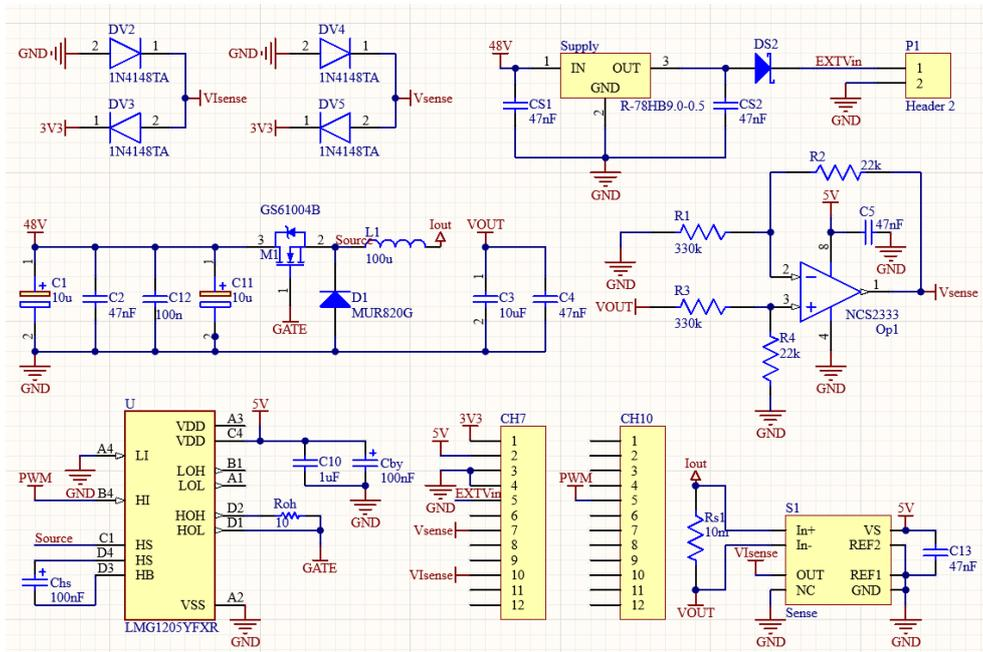 DV2
GND 2 1
1N4148TA
VIsense
DV3
3V3 1 2
1N4148TA
DV4
GND 2 1
1N4148TA
Vsense
DV5
3V3 1 2
1N4148TA
48V
Supply
1 IN OUT 3
GND
2
R-78HB9.0-0.5
CS1
47nF
CS2
47nF
GND
DS2
EXTVin
P1
1
2
Header 2
GND
48V
1
C1
10u
2
GND
C2
47nF
C12
100n
1
C11
10u
2
GS61004B
3 2
M1
1
GATE
Source
L1
100u
Iout
D1
MUR820G
VOUT
1
C3
10uF
2
C4
47nF
R2
22k
5V
C5
47nF
GND
8
R1
330k
GND
2
3
1
Vsense
NCS2333
Op1
4
GND
VOUT
R3
330k
R4
22k
GND
U
A4 LI
GND
PWM
B4 HI
Source C1 HS
D4 HS
D3 HB
Chs
100nF
VDD A3
VDD C4
LOH B1
LOL A1
HOH D2
HOL D1
VSS A2
GND
LMG1205YFXR
5V
C10
1uF
Cby
100nF
GND
Roh
10
GATE
CH7
3V3
5V
GND
EXTVin
Vsense
VIsense
1
2
3
4
5
6
7
8
9
10
11
12
CH10
PWM
1
2
3
4
5
6
7
8
9
10
11
12
Iout
Rs1
10m
VOUT
S1
In+ VS
In- REF2
OUT REF1
NC GND
Sense
VIsense
GND
5V
C13
47nF
GND